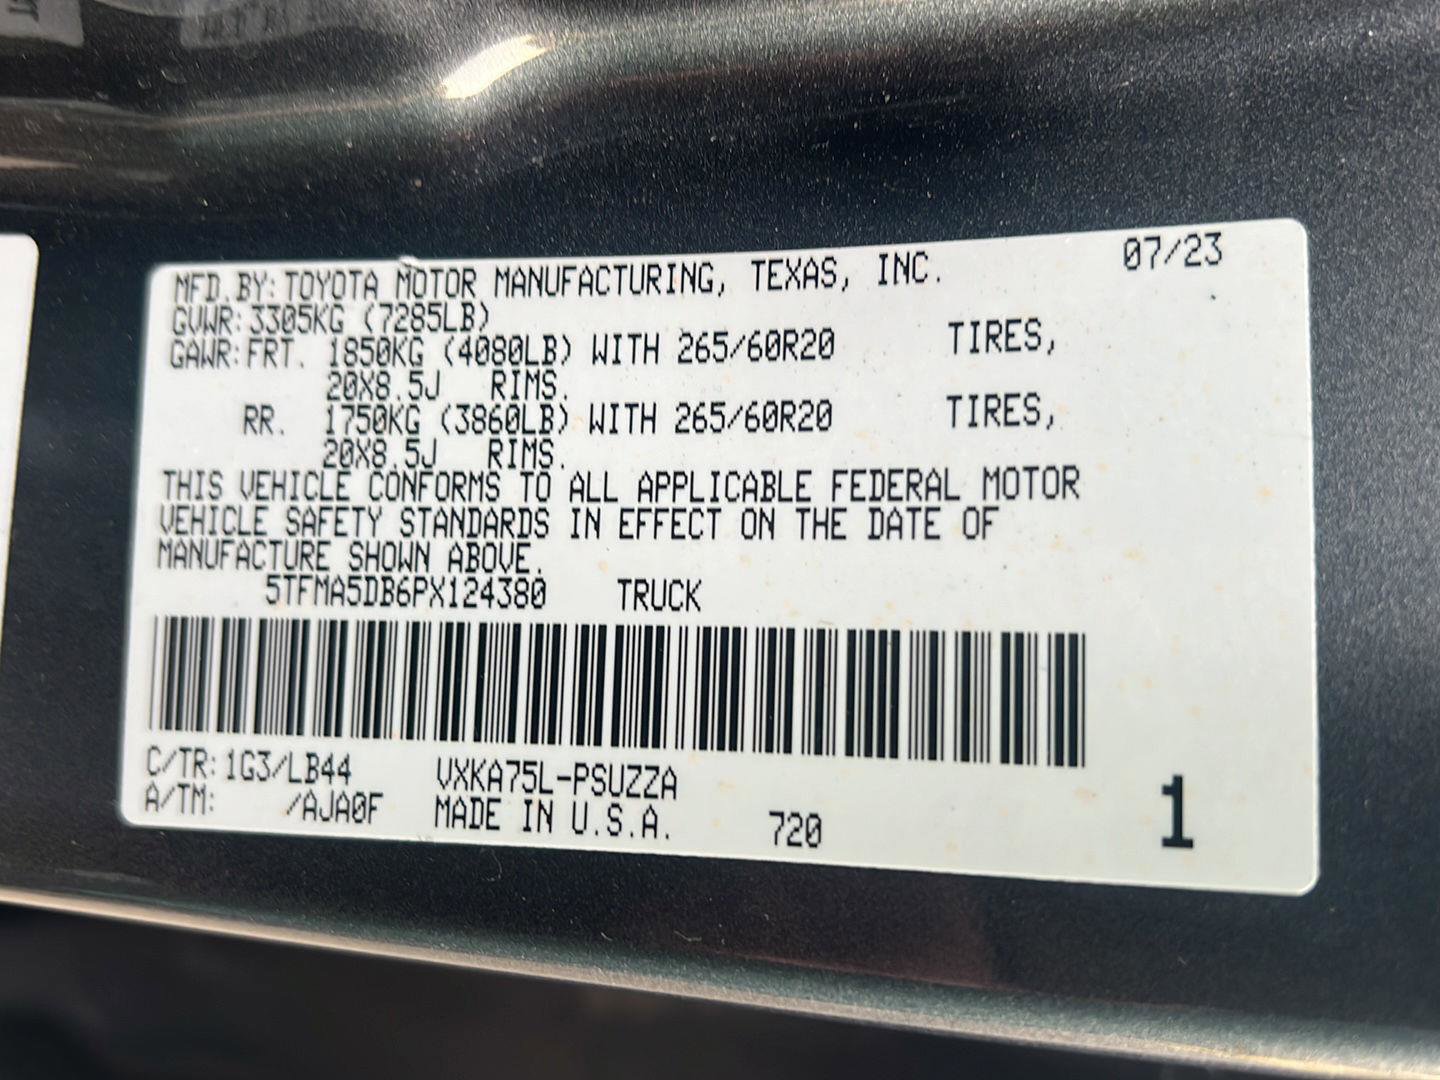 MFD.BY: TOYOTA MOTOR MANUFACTURING, TEXAS, INC. 07/23
GVWR: 3305KG (7285LB)
GAWR: FRT. 1850KG (4080LB) WITH 265/60R20 TIRES,
20X8.5J RIMS.
RR. 1750KG (3860LB) WITH 265/60R20 TIRES,
20X8.5J RIMS.
THIS VEHICLE CONFORMS TO ALL APPLICABLE FEDERAL MOTOR
VEHICLE SAFETY STANDARDS IN EFFECT ON THE DATE OF
MANUFACTURE SHOWN ABOVE.
5TFMA5DB6PX124380 TRUCK
C/TR: 1G3/LB44 VXKA75L-PSUZZA
A/TM: /AJA0F MADE IN U.S.A. 720 1